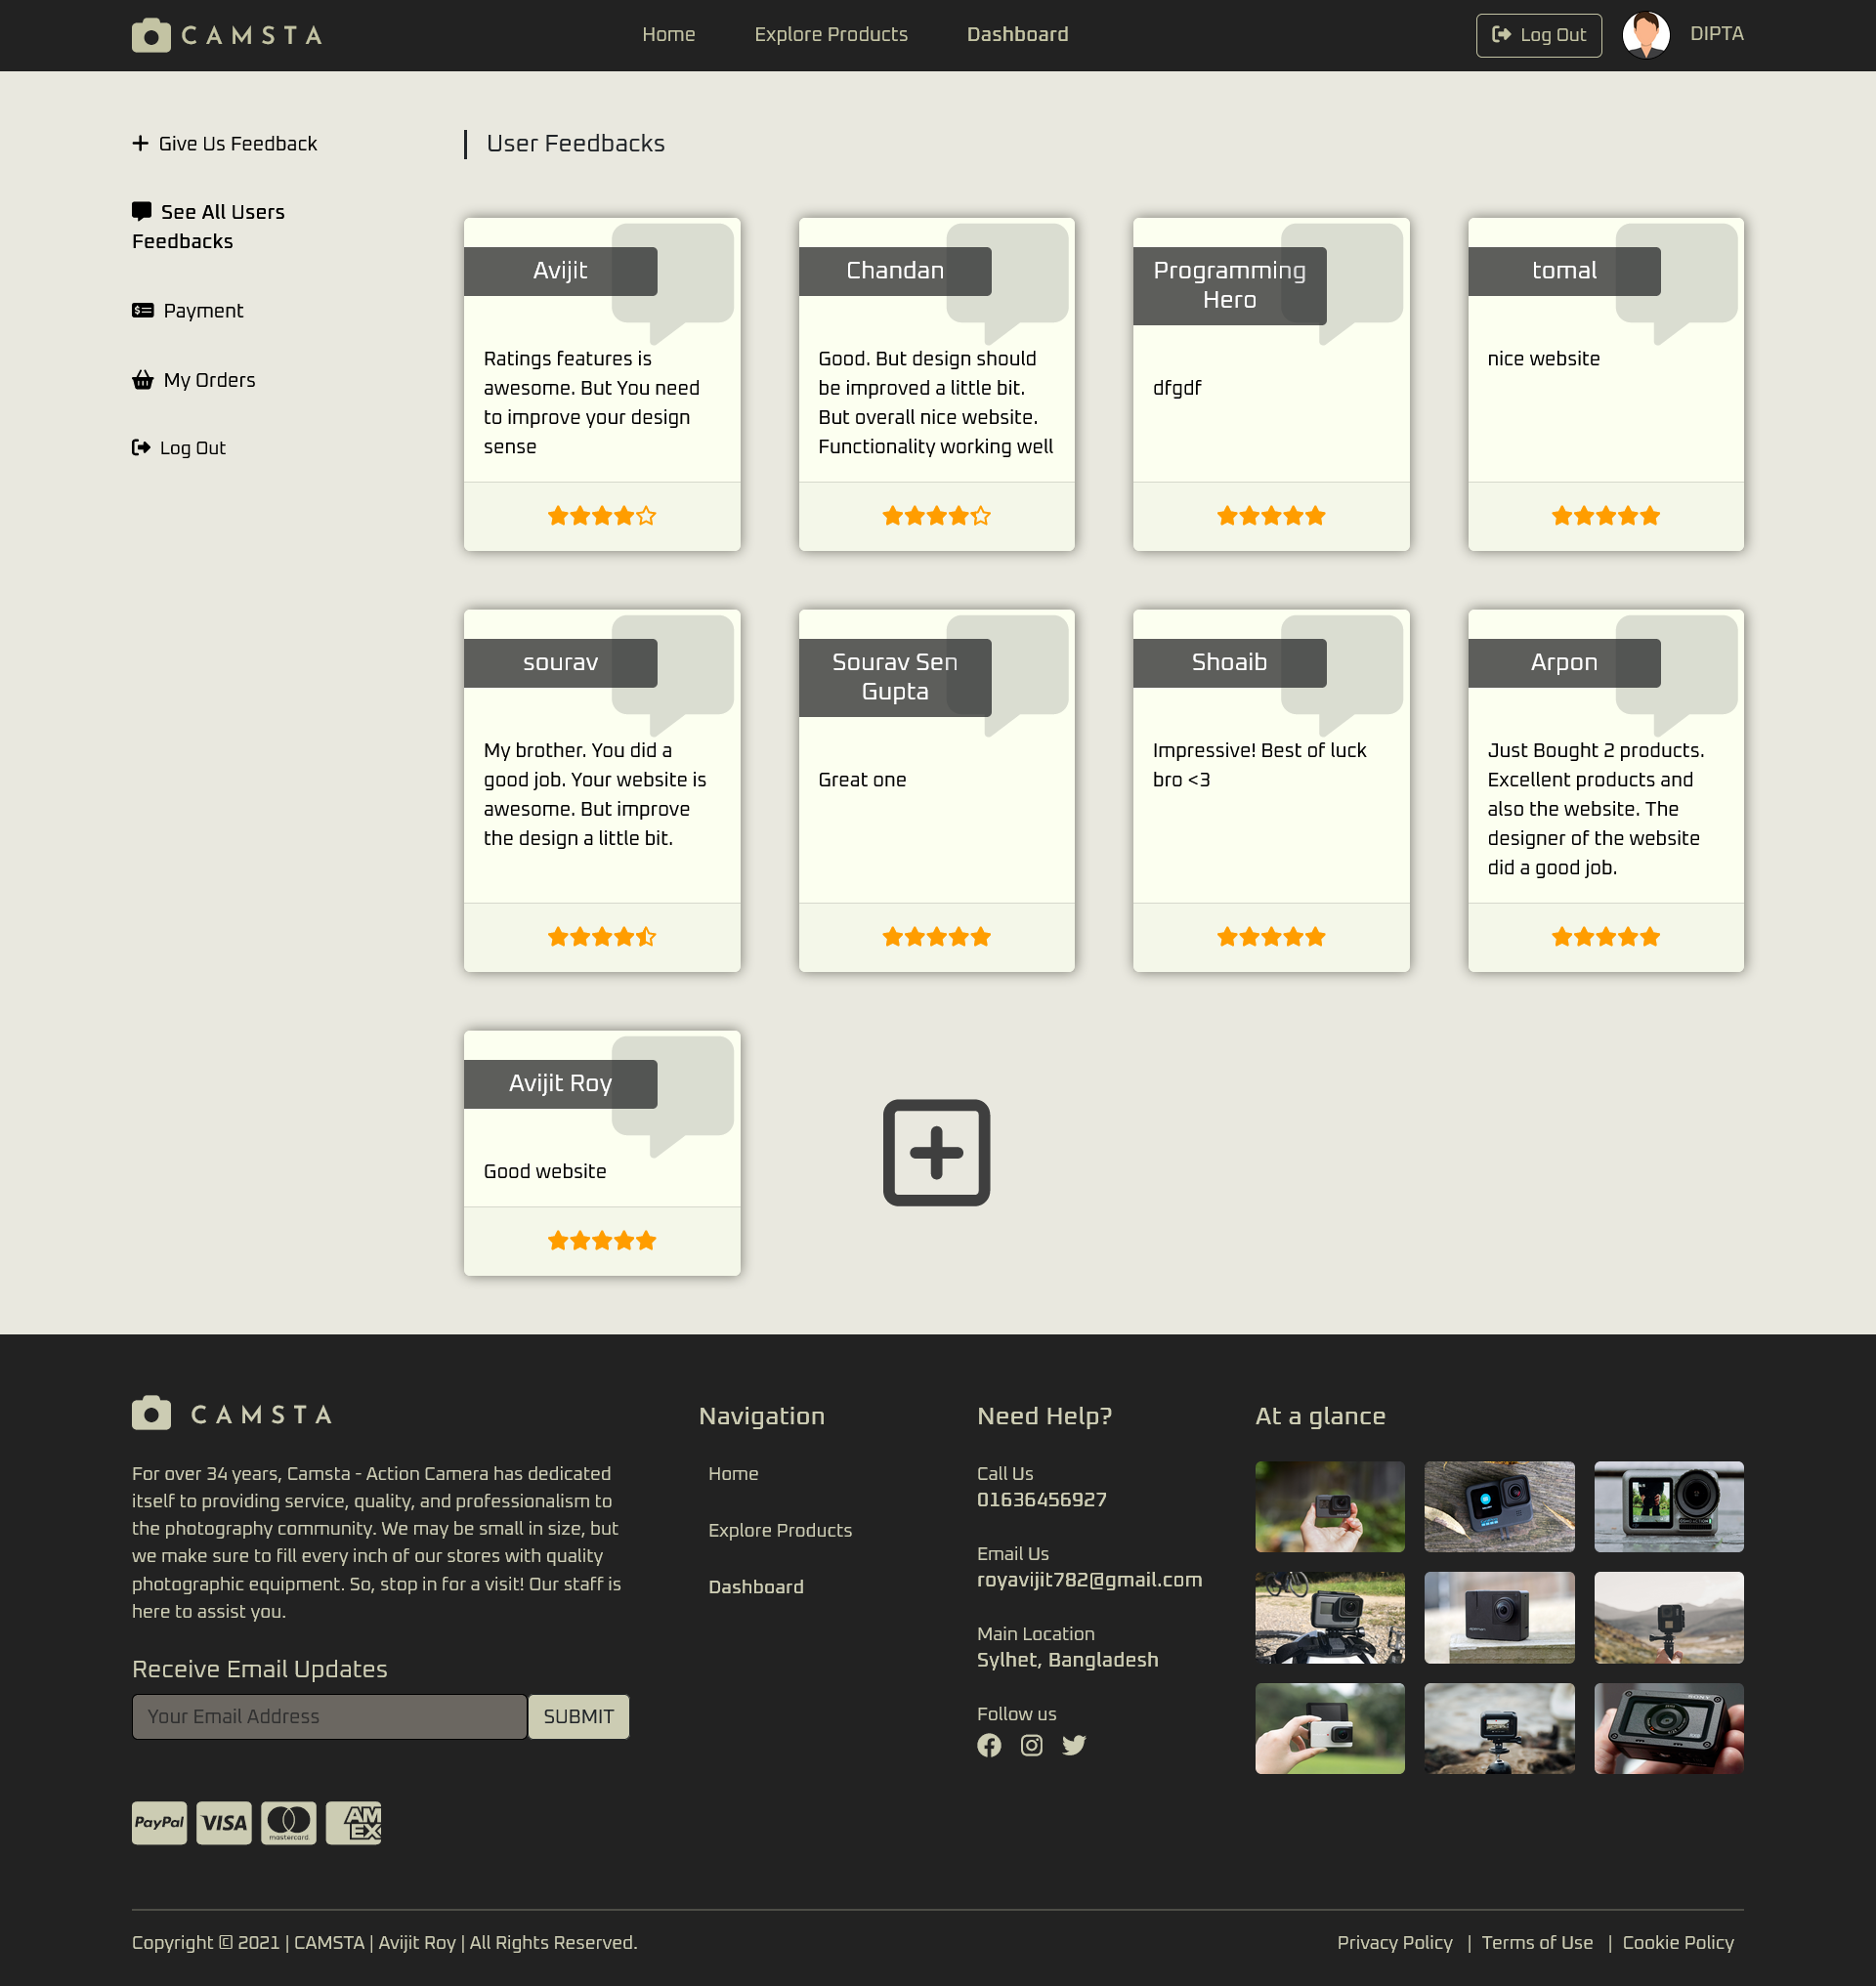 CAMSTA
Home
Explore Products
Dashboard
Log Out
DIPTA
Give Us Feedback
See All Users
Feedbacks
Payment
My Orders
Log Out
User Feedbacks
Avijit
Ratings features is
awesome. But You need
to improve your design
sense
Chandan
Good. But design should
be improved a little bit.
But overall nice website.
Functionality working well
Programming
Hero
dfgdf
tomal
nice website
sourav
My brother. You did a
good job. Your website is
awesome. But improve
the design a little bit.
Sourav Sen
Gupta
Great one
Shoaib
Impressive! Best of luck
bro <3
Arpon
Just Bought 2 products.
Excellent products and
also the website. The
designer of the website
did a good job.
Avijit Roy
Good website
CAMSTA
For over 34 years, Camsta - Action Camera has dedicated
itself to providing service, quality, and professionalism to
the photography community. We may be small in size, but
we make sure to fill every inch of our stores with quality
photographic equipment. So, stop in for a visit! Our staff is
here to assist you.
Receive Email Updates
Your Email Address
SUBMIT
PayPal
VISA
mastercard
AM
EX
Navigation
Home
Explore Products
Dashboard
Need Help?
Call Us
01636456927
Email Us
royavijit782@gmail.com
Main Location
Sylhet, Bangladesh
Follow us
At a glance
SONY
Copyright © 2021 | CAMSTA | Avijit Roy | All Rights Reserved.
Privacy Policy | Terms of Use | Cookie Policy